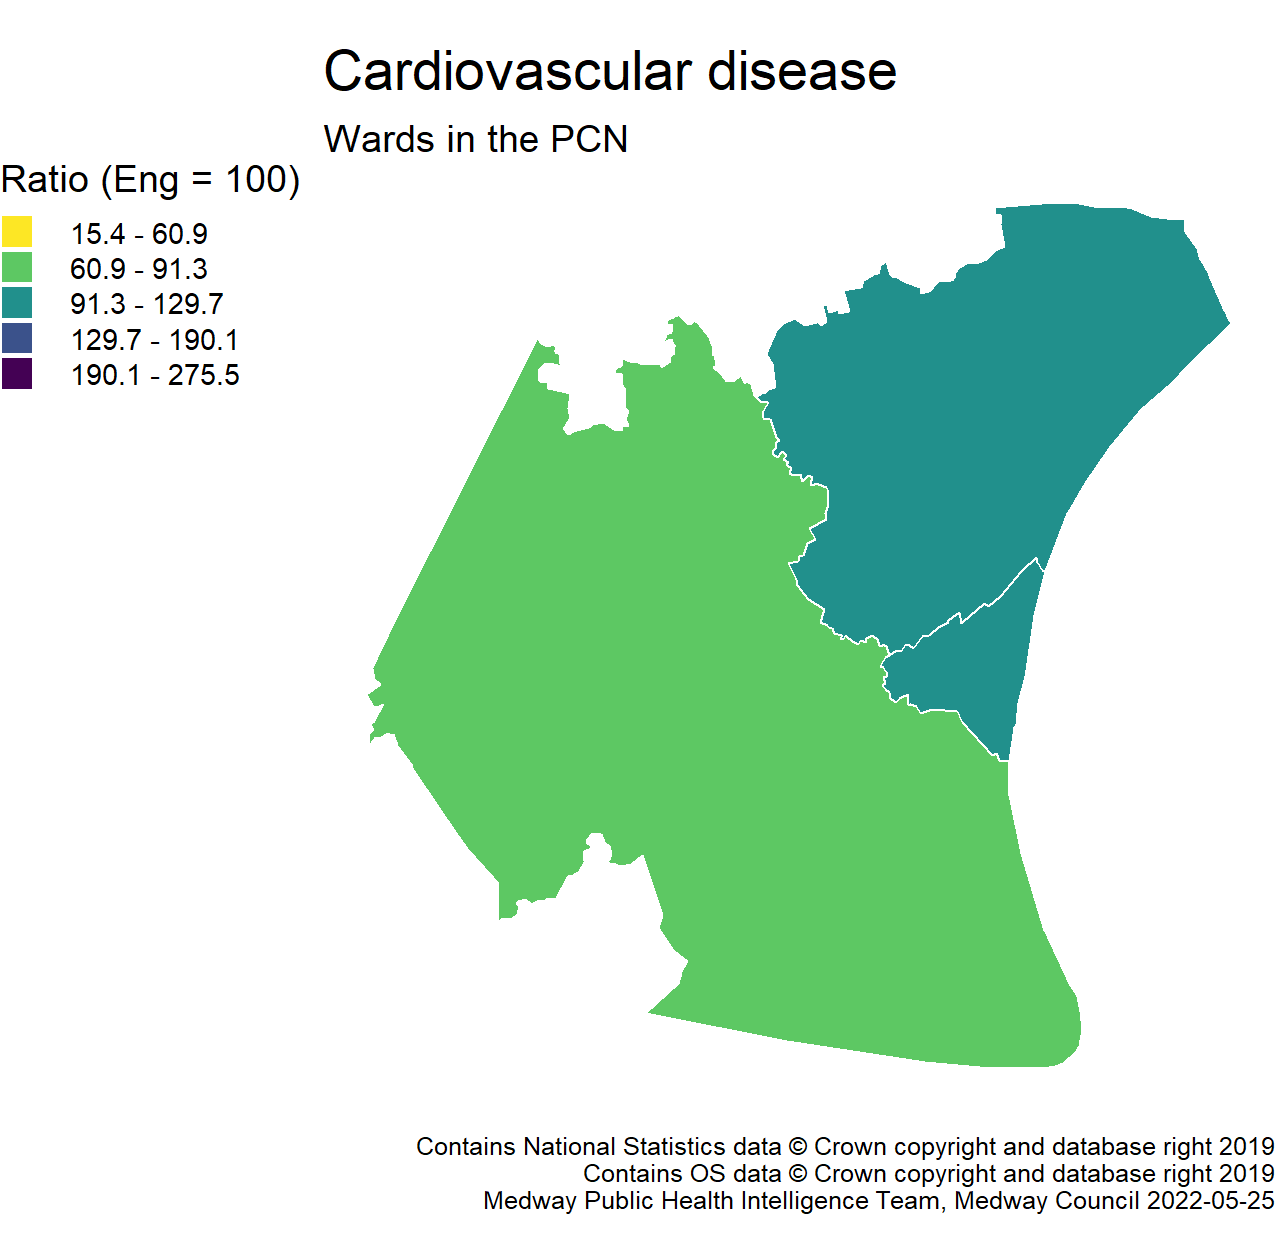 Cardiovascular disease
Wards in the PCN
Ratio (Eng = 100)
15.4 - 60.9
60.9 - 91.3
91.3 - 129.7
129.7 - 190.1
190.1 - 275.5
Contains National Statistics data © Crown copyright and database right 2019
Contains OS data © Crown copyright and database right 2019
Medway Public Health Intelligence Team, Medway Council 2022-05-25